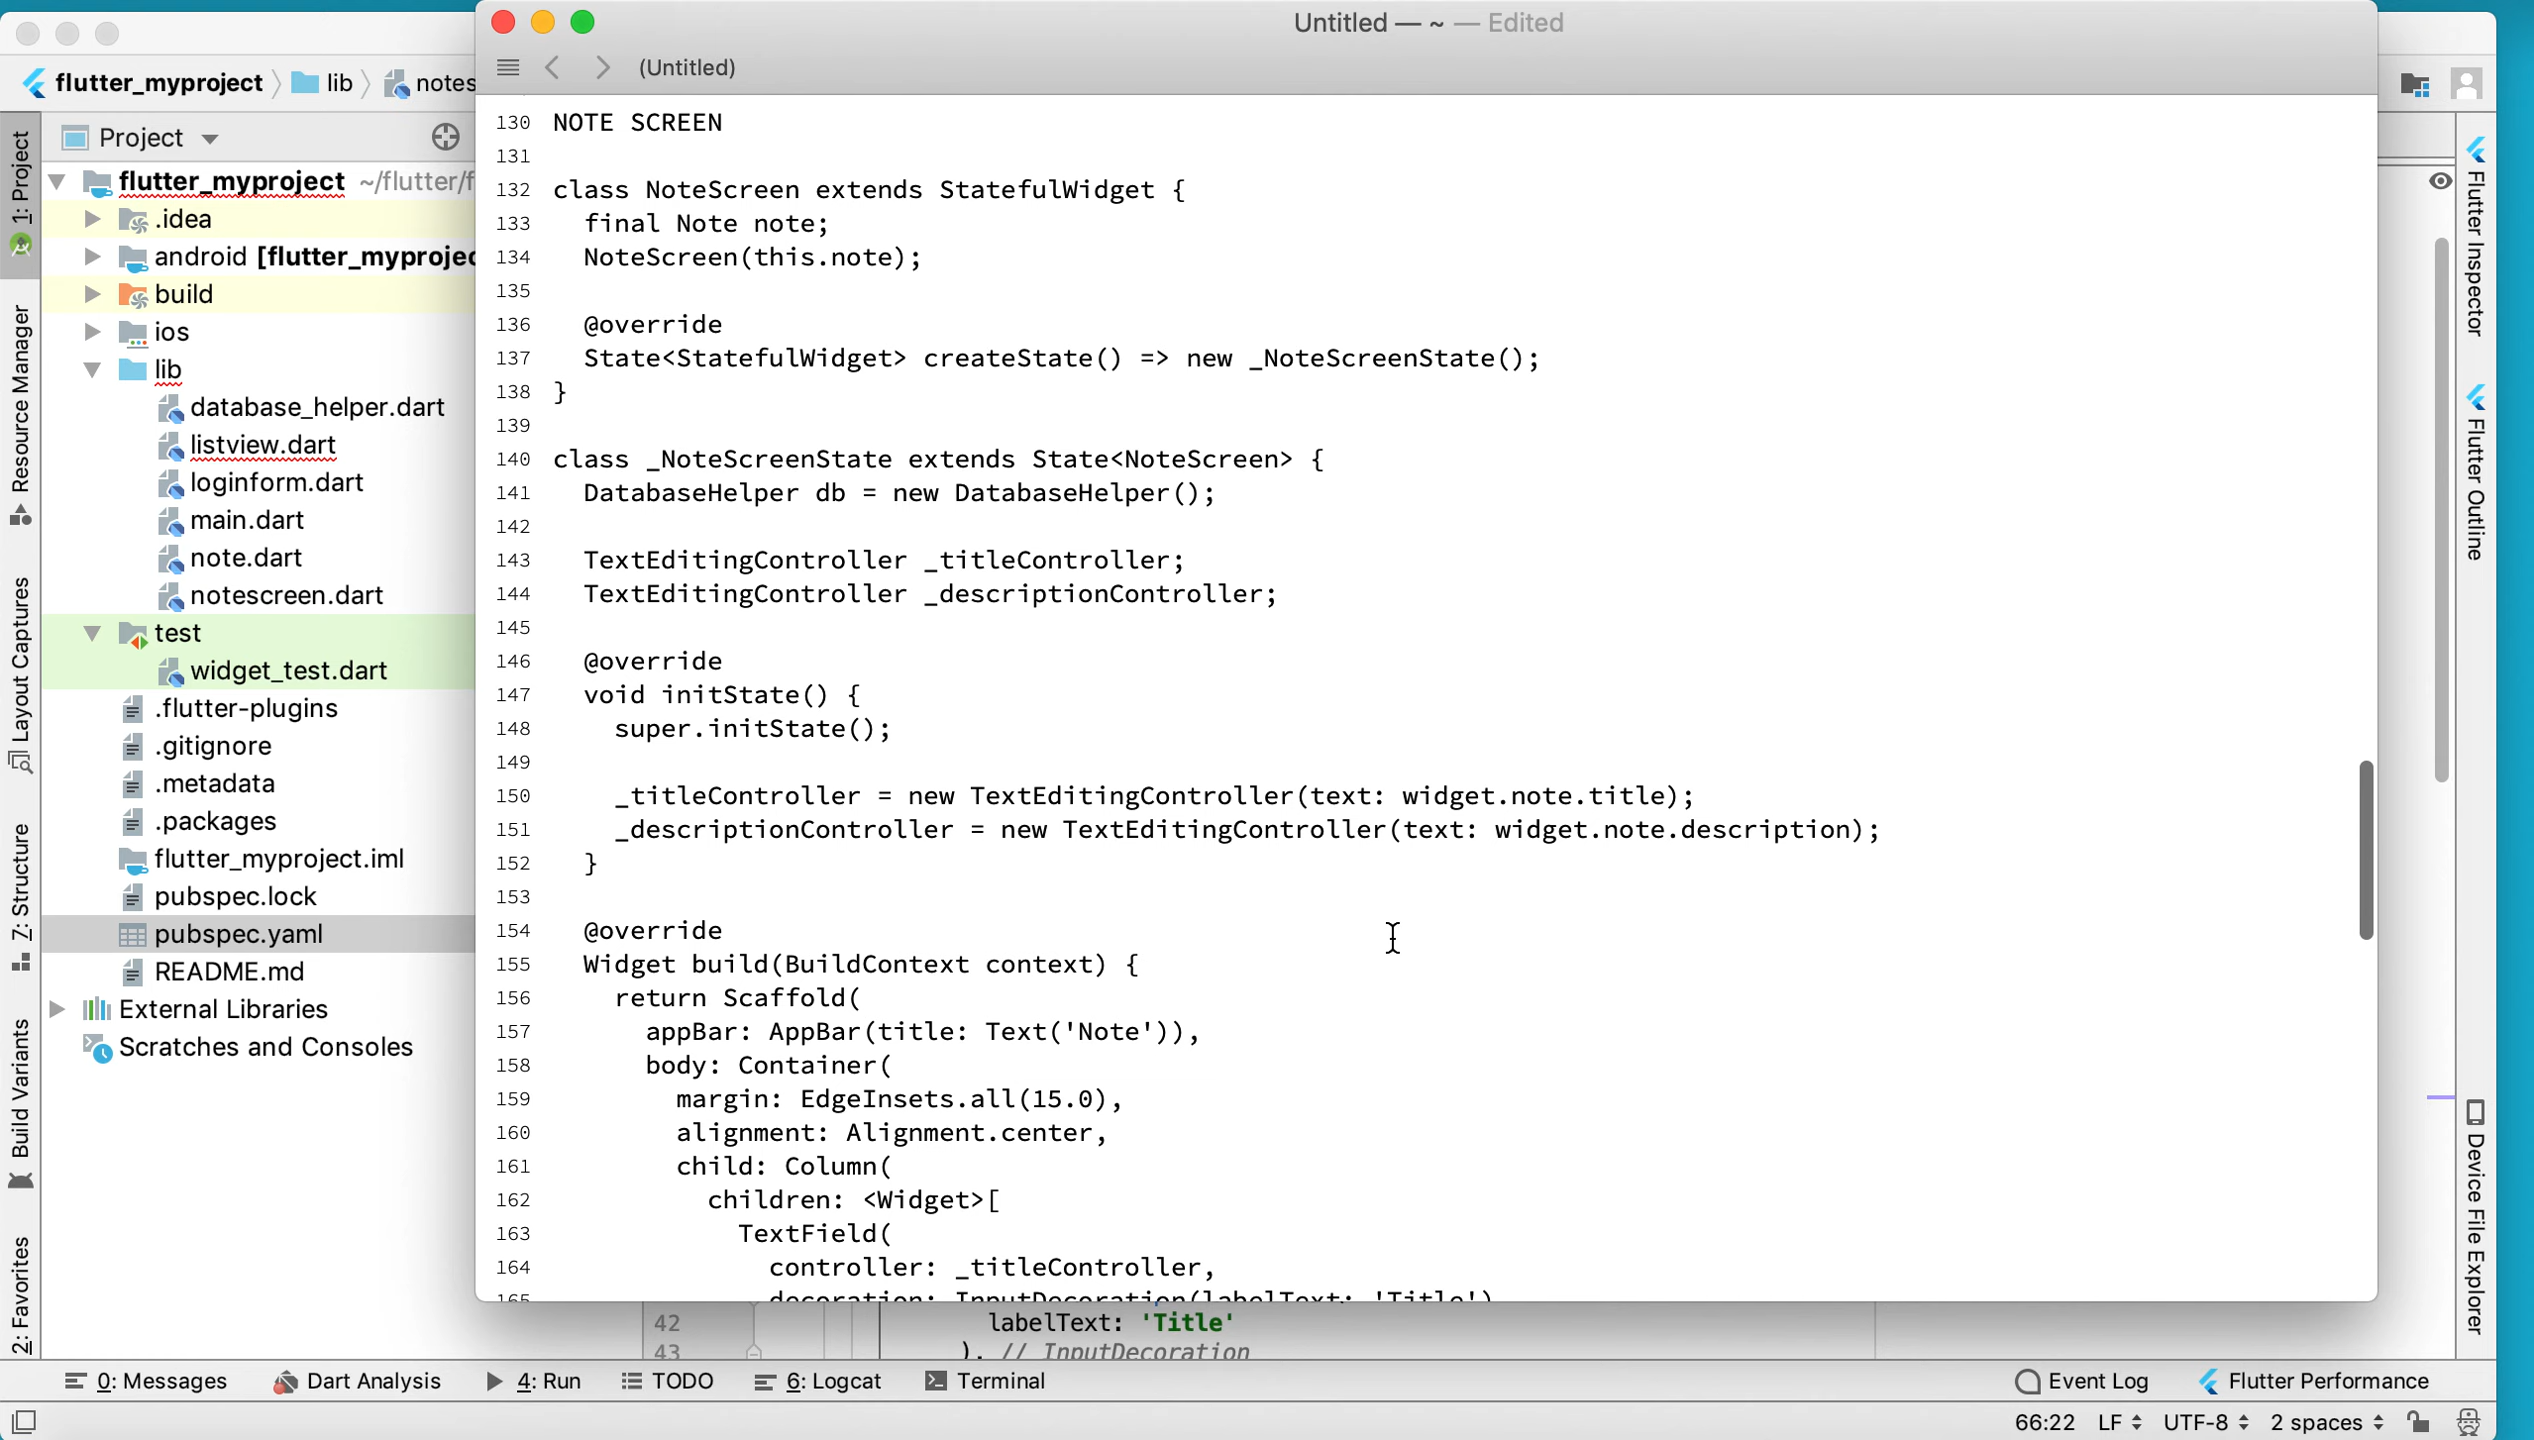 Untitled — ~ — Edited
(Untitled)
flutter_myproject
lib
notes
Project
flutter_myproject ~/flutter/f
.idea
android [flutter_myprojec
build
ios
lib
database_helper.dart
listview.dart
loginform.dart
main.dart
note.dart
notescreen.dart
test
widget_test.dart
.flutter-plugins
.gitignore
.metadata
.packages
flutter_myproject.iml
pubspec.lock
pubspec.yaml
README.md
External Libraries
Scratches and Consoles
1: Project
Resource Manager
Layout Captures
Z: Structure
Build Variants
2: Favorites
130 NOTE SCREEN
131
132 class NoteScreen extends StatefulWidget {
133 final Note note;
134 NoteScreen(this.note);
135
136 @override
137 State<StatefulWidget> createState() => new _NoteScreenState();
138 }
139
140 class _NoteScreenState extends State<NoteScreen> {
141 DatabaseHelper db = new DatabaseHelper();
142
143 TextEditingController _titleController;
144 TextEditingController _descriptionController;
145
146 @override
147 void initState() {
148 super.initState();
149
150 _titleController = new TextEditingController(text: widget.note.title);
151 _descriptionController = new TextEditingController(text: widget.note.description);
152 }
153
154 @override
155 Widget build(BuildContext context) {
156 return Scaffold(
157 appBar: AppBar(title: Text('Note')),
158 body: Container(
159 margin: EdgeInsets.all(15.0),
160 alignment: Alignment.center,
161 child: Column(
162 children: <Widget>[
163 TextField(
164 controller: _titleController,
165 decoration: InputDecoration(labelText: 'Title')
42 labelText: 'Title'
43 ), // InputDecoration
Flutter Inspector
Flutter Outline
Device File Explorer
0: Messages
Dart Analysis
4: Run
TODO
6: Logcat
Terminal
Event Log
Flutter Performance
66:22 LF UTF-8 2 spaces